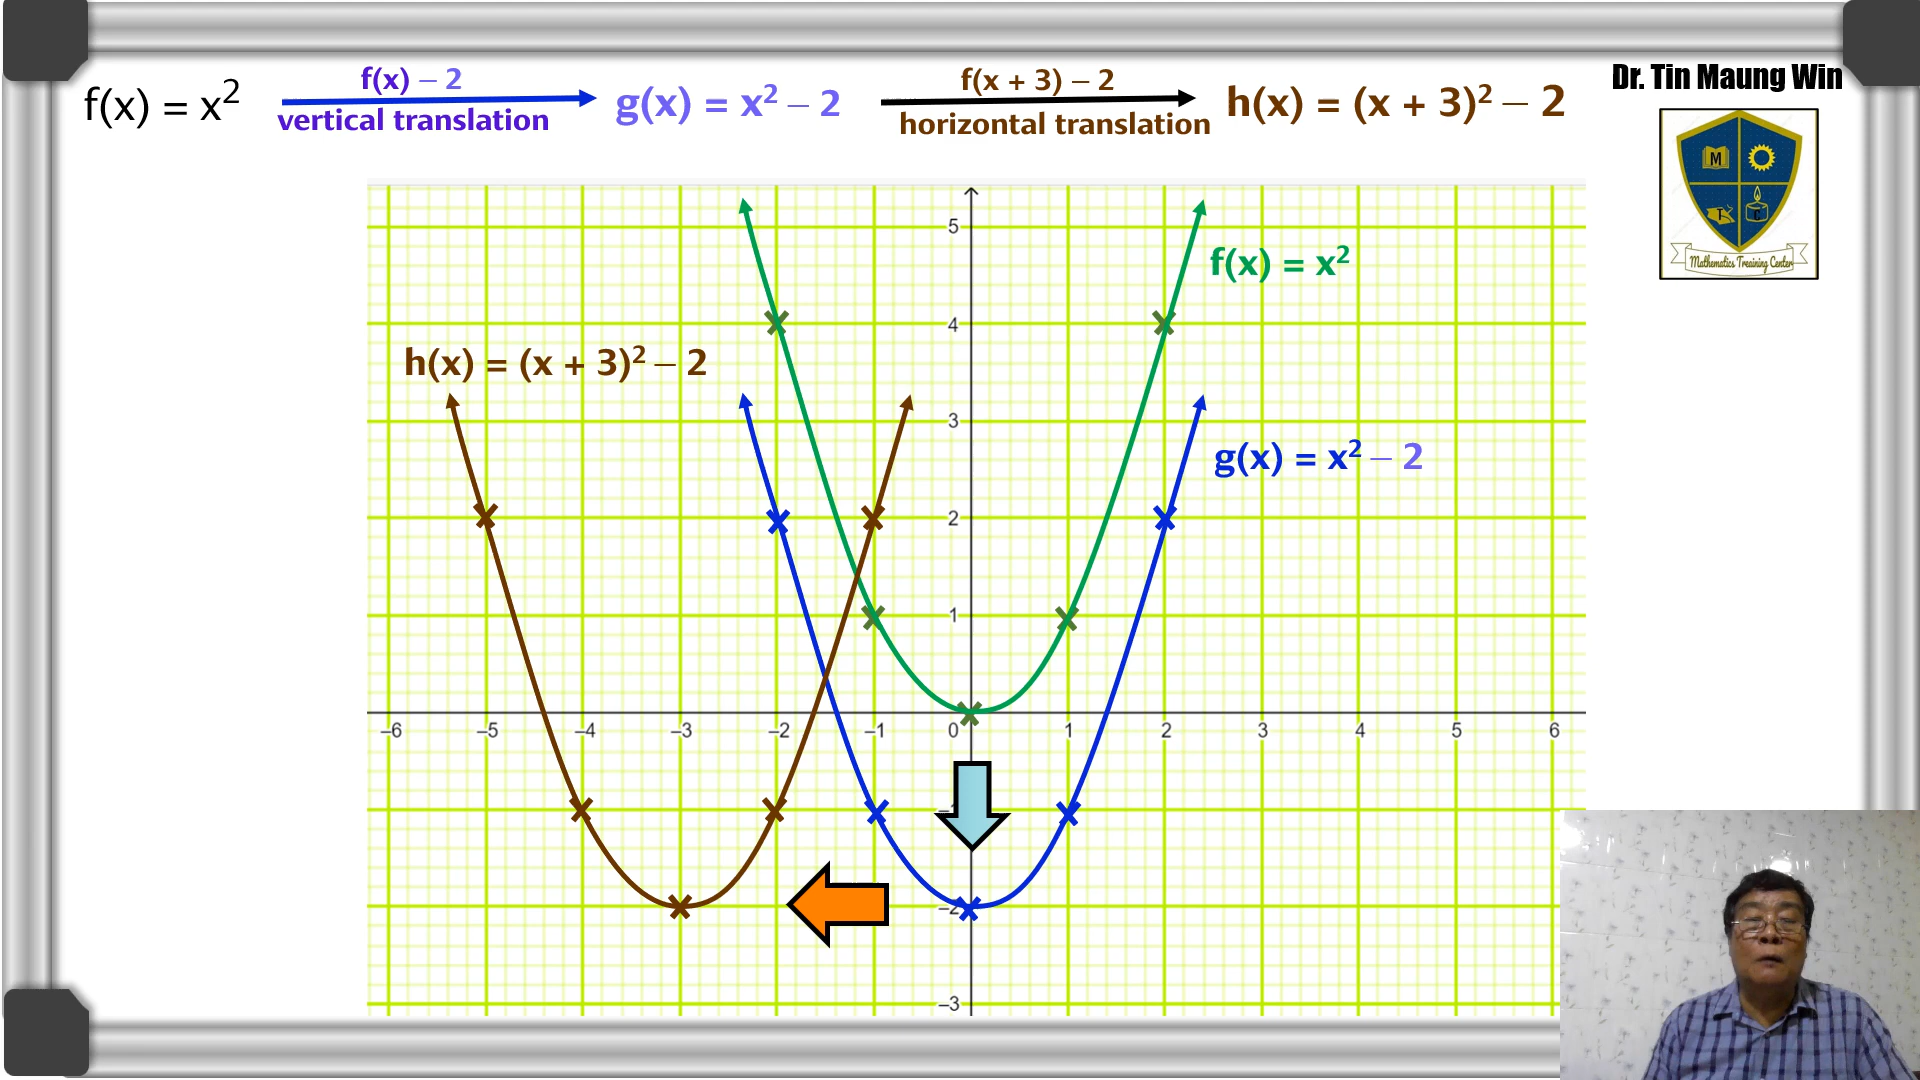 f(x) – 2
f(x + 3) – 2
Dr. Tin Maung Win
f(x) = x²
g(x) = x² – 2
h(x) = (x + 3)² – 2
vertical translation
horizontal translation
M
T C
Mathematics Treaining Center
5
f(x) = x²
4
h(x) = (x + 3)² – 2
3
g(x) = x² – 2
2
1
–6 –5 –4 –3 –2 –1 0 1 2 3 4 5 6
–2
–3